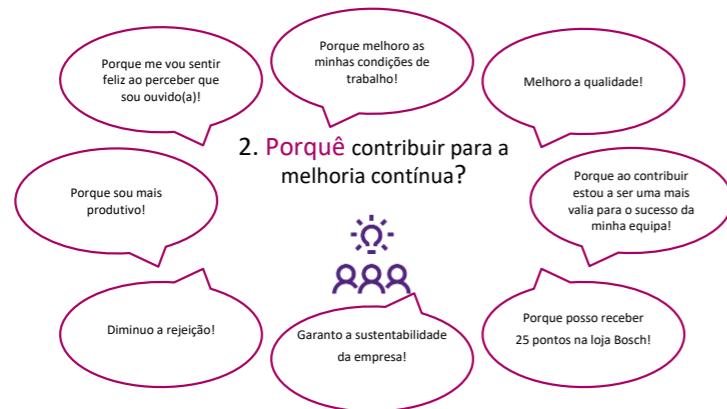 Porque me vou sentir
feliz ao perceber que
sou ouvido(a)!
Porque melhoro as
minhas condições de
trabalho!
Melhoro a qualidade!
2. Porquê contribuir para a
melhoria contínua?
Porque sou mais
produtivo!
Porque ao contribuir
estou a ser uma mais
valia para o sucesso da
minha equipa!
Diminuo a rejeição!
Garanto a sustentabilidade
da empresa!
Porque posso receber
25 pontos na loja Bosch!